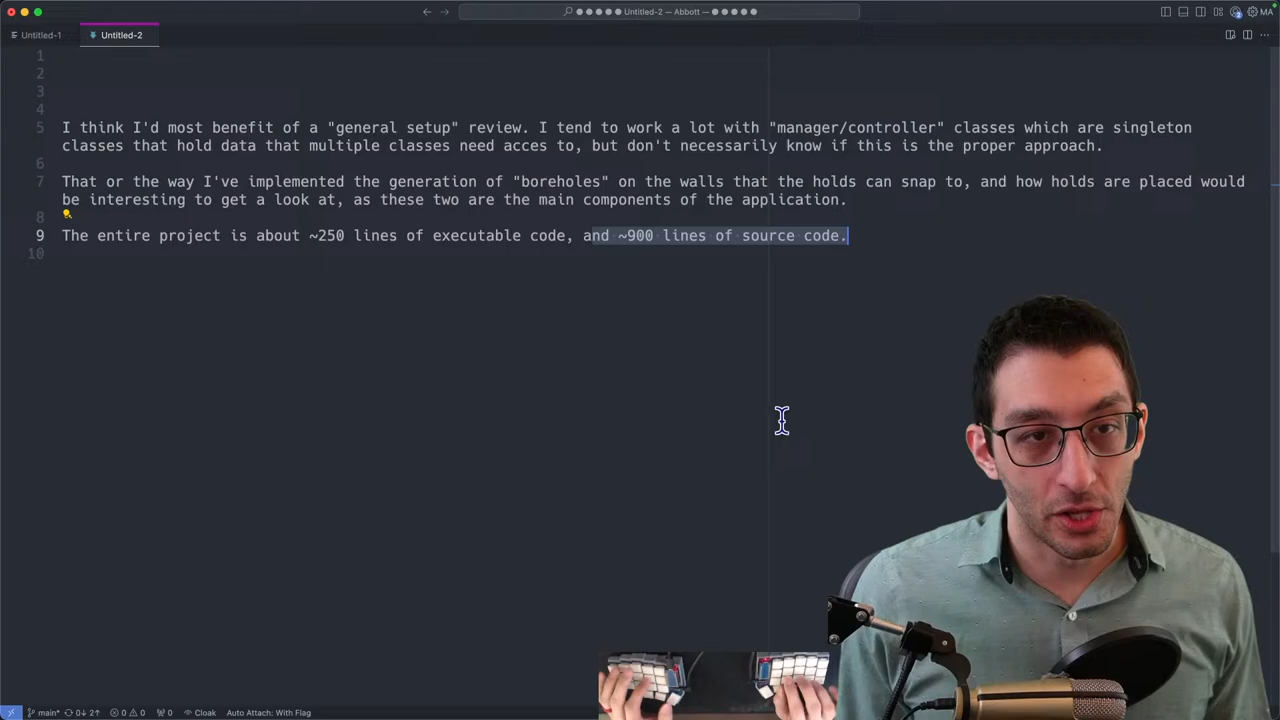 ●●●●● Untitled-2 — Abbott — ●●●●●
MA
Untitled-1
Untitled-2
1
2
3
4
5 I think I'd most benefit of a "general setup" review. I tend to work a lot with "manager/controller" classes which are singleton
classes that hold data that multiple classes need acces to, but don't necessarily know if this is the proper approach.
6
7 That or the way I've implemented the generation of "boreholes" on the walls that the holds can snap to, and how holds are placed would
be interesting to get a look at, as these two are the main components of the application.
8
9 The entire project is about ~250 lines of executable code, and ~900 lines of source code.
10
main* 0↓ 2↑ 0 0 0 Cloak Auto Attach: With Flag